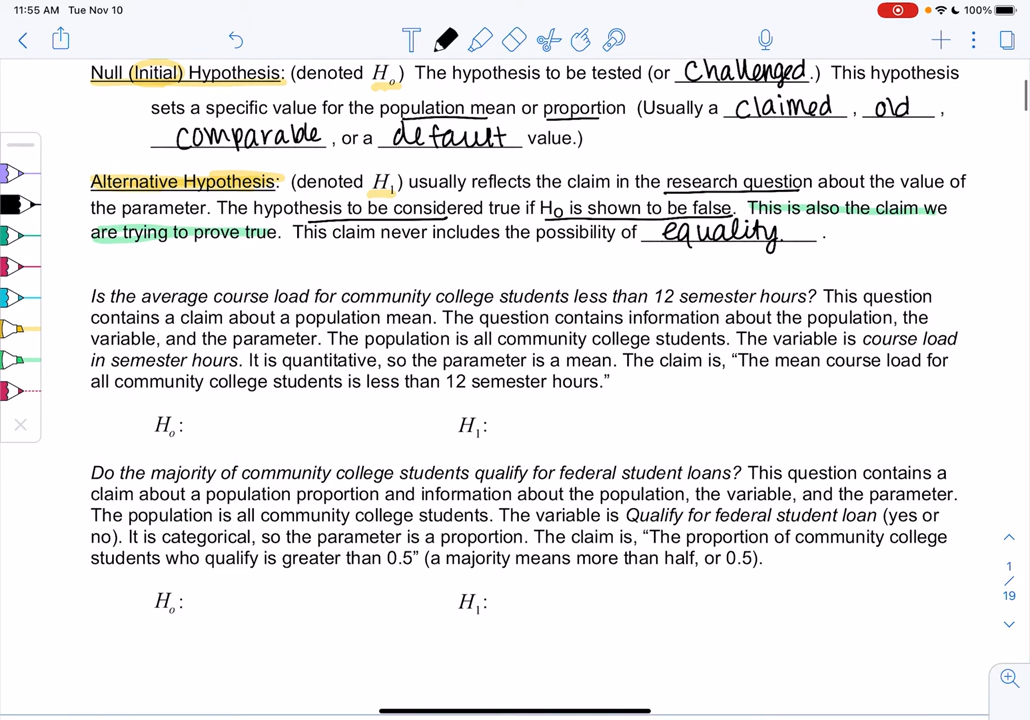 11:55 AM Tue Nov 10
100%
Null (Initial) Hypothesis: (denoted Ho) The hypothesis to be tested (or challenged.) This hypothesis
sets a specific value for the population mean or proportion (Usually a claimed, old,
comparable, or a default value.)
Alternative Hypothesis: (denoted H1) usually reflects the claim in the research question about the value of
the parameter. The hypothesis to be considered true if HO is shown to be false. This is also the claim we
are trying to prove true. This claim never includes the possibility of equality. .
Is the average course load for community college students less than 12 semester hours? This question
contains a claim about a population mean. The question contains information about the population, the
variable, and the parameter. The population is all community college students. The variable is course load
in semester hours. It is quantitative, so the parameter is a mean. The claim is, “The mean course load for
all community college students is less than 12 semester hours.”
Ho: H1:
Do the majority of community college students qualify for federal student loans? This question contains a
claim about a population proportion and information about the population, the variable, and the parameter.
The population is all community college students. The variable is Qualify for federal student loan (yes or
no). It is categorical, so the parameter is a proportion. The claim is, “The proportion of community college
students who qualify is greater than 0.5” (a majority means more than half, or 0.5).
Ho: H1:
1
/
19